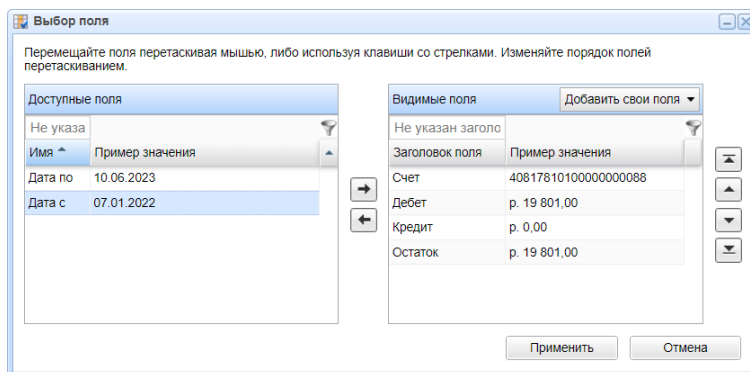 Выбор поля
Перемещайте поля перетаскивая мышью, либо используя клавиши со стрелками. Изменяйте порядок полей
перетаскиванием.
Доступные поля
Не указа
Имя Пример значения
Дата по 10.06.2023
Дата с 07.01.2022
Видимые поля Добавить свои поля
Не указан заголо
Заголовок поля Пример значения
Счет 40817810100000000088
Дебет р. 19 801,00
Кредит р. 0,00
Остаток р. 19 801,00
Применить Отмена